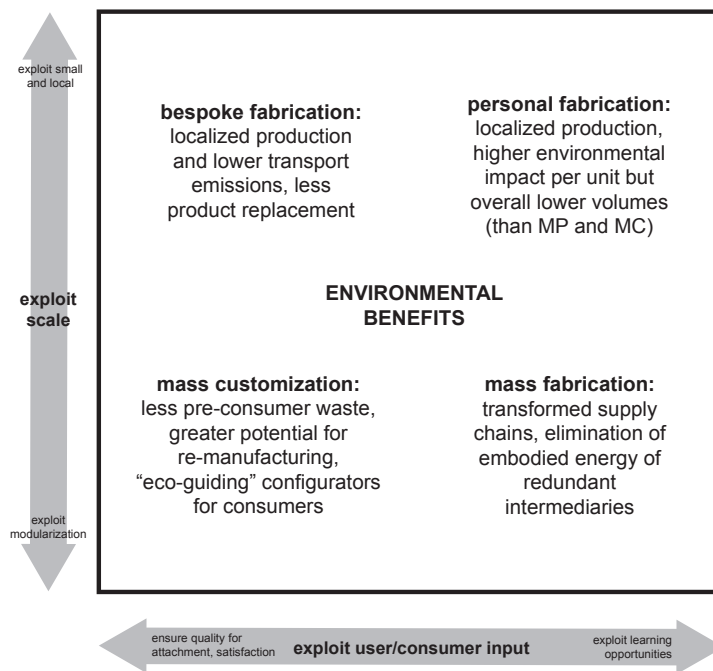 exploit small
and local
bespoke fabrication:
localized production
and lower transport
emissions, less
product replacement
personal fabrication:
localized production,
higher environmental
impact per unit but
overall lower volumes
(than MP and MC)
exploit
scale
ENVIRONMENTAL
BENEFITS
mass customization:
less pre-consumer waste,
greater potential for
re-manufacturing,
“eco-guiding” configurators
for consumers
mass fabrication:
transformed supply
chains, elimination of
embodied energy of
redundant
intermediaries
exploit
modularization
ensure quality for
attachment, satisfaction
exploit user/consumer input
exploit learning
opportunities